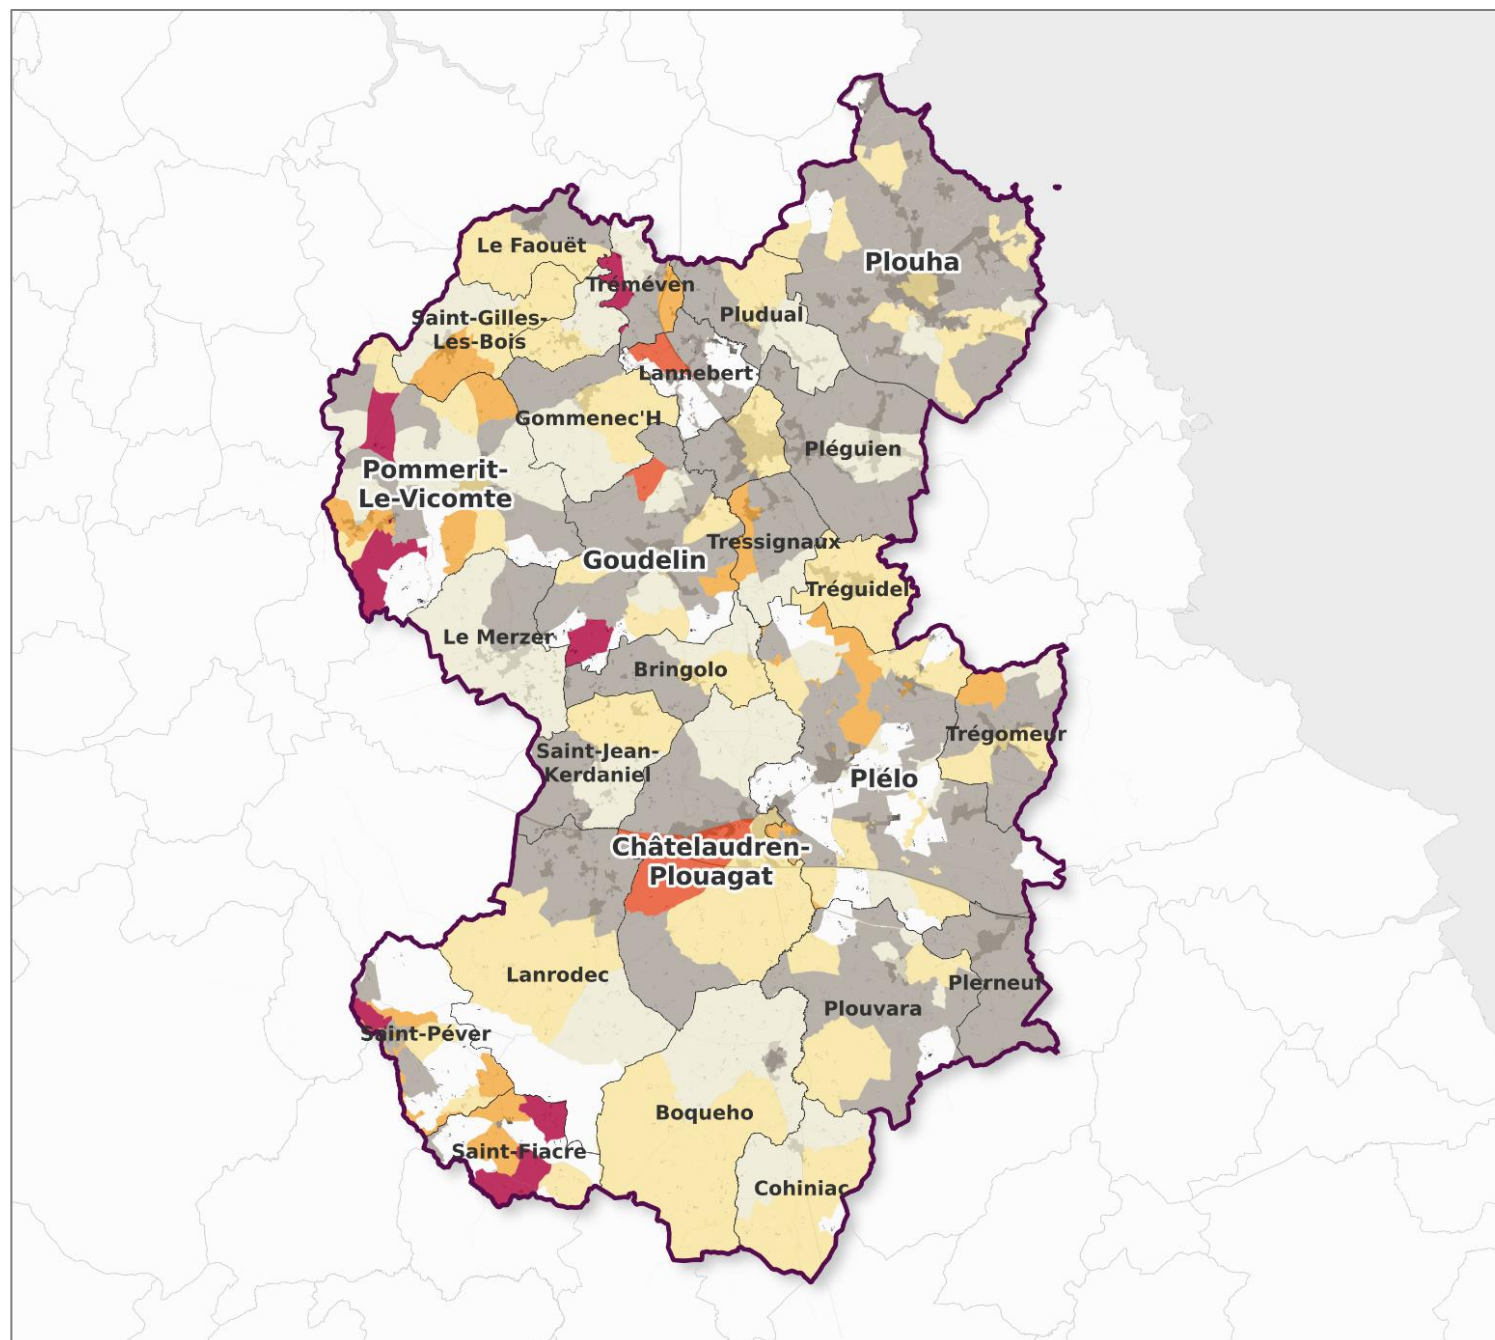 Le Faouët
Plouha
Tréméven
Saint-Gilles-
Les-Bois
Pludual
Lannebert
Gommenec'H
Pléguien
Pommerit-
Le-Vicomte
Tressignaux
Goudelin
Tréguidel
Le Merzer
Bringolo
Trégomeur
Saint-Jean-
Kerdaniel
Plélo
Châtelaudren-
Plouagat
Lanrodec
Plerneuf
Plouvara
Saint-Péver
Boqueho
Saint-Fiacre
Cohiniac